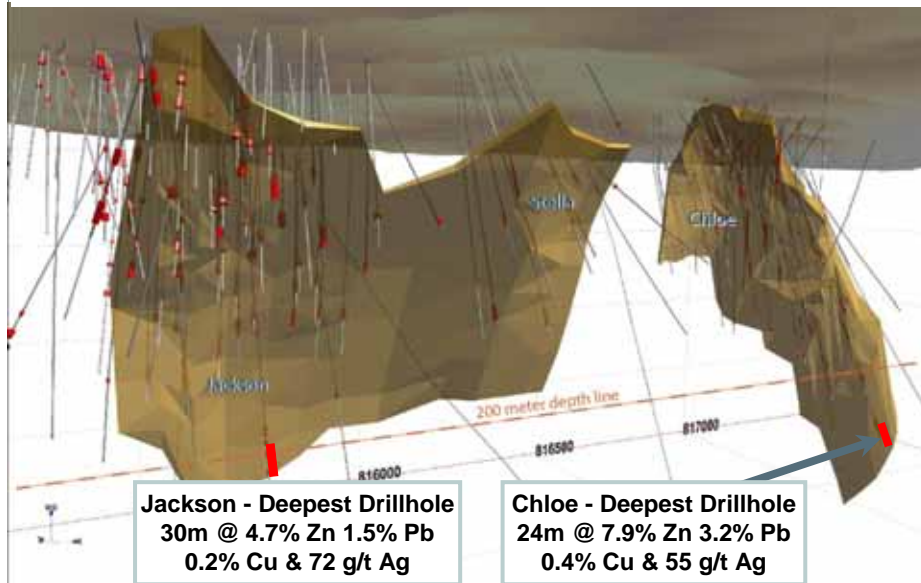 Stella
Chloe
Jackson
200 meter depth line
816000
816500
817000
Jackson - Deepest Drillhole
30m @ 4.7% Zn 1.5% Pb
0.2% Cu & 72 g/t Ag
Chloe - Deepest Drillhole
24m @ 7.9% Zn 3.2% Pb
0.4% Cu & 55 g/t Ag